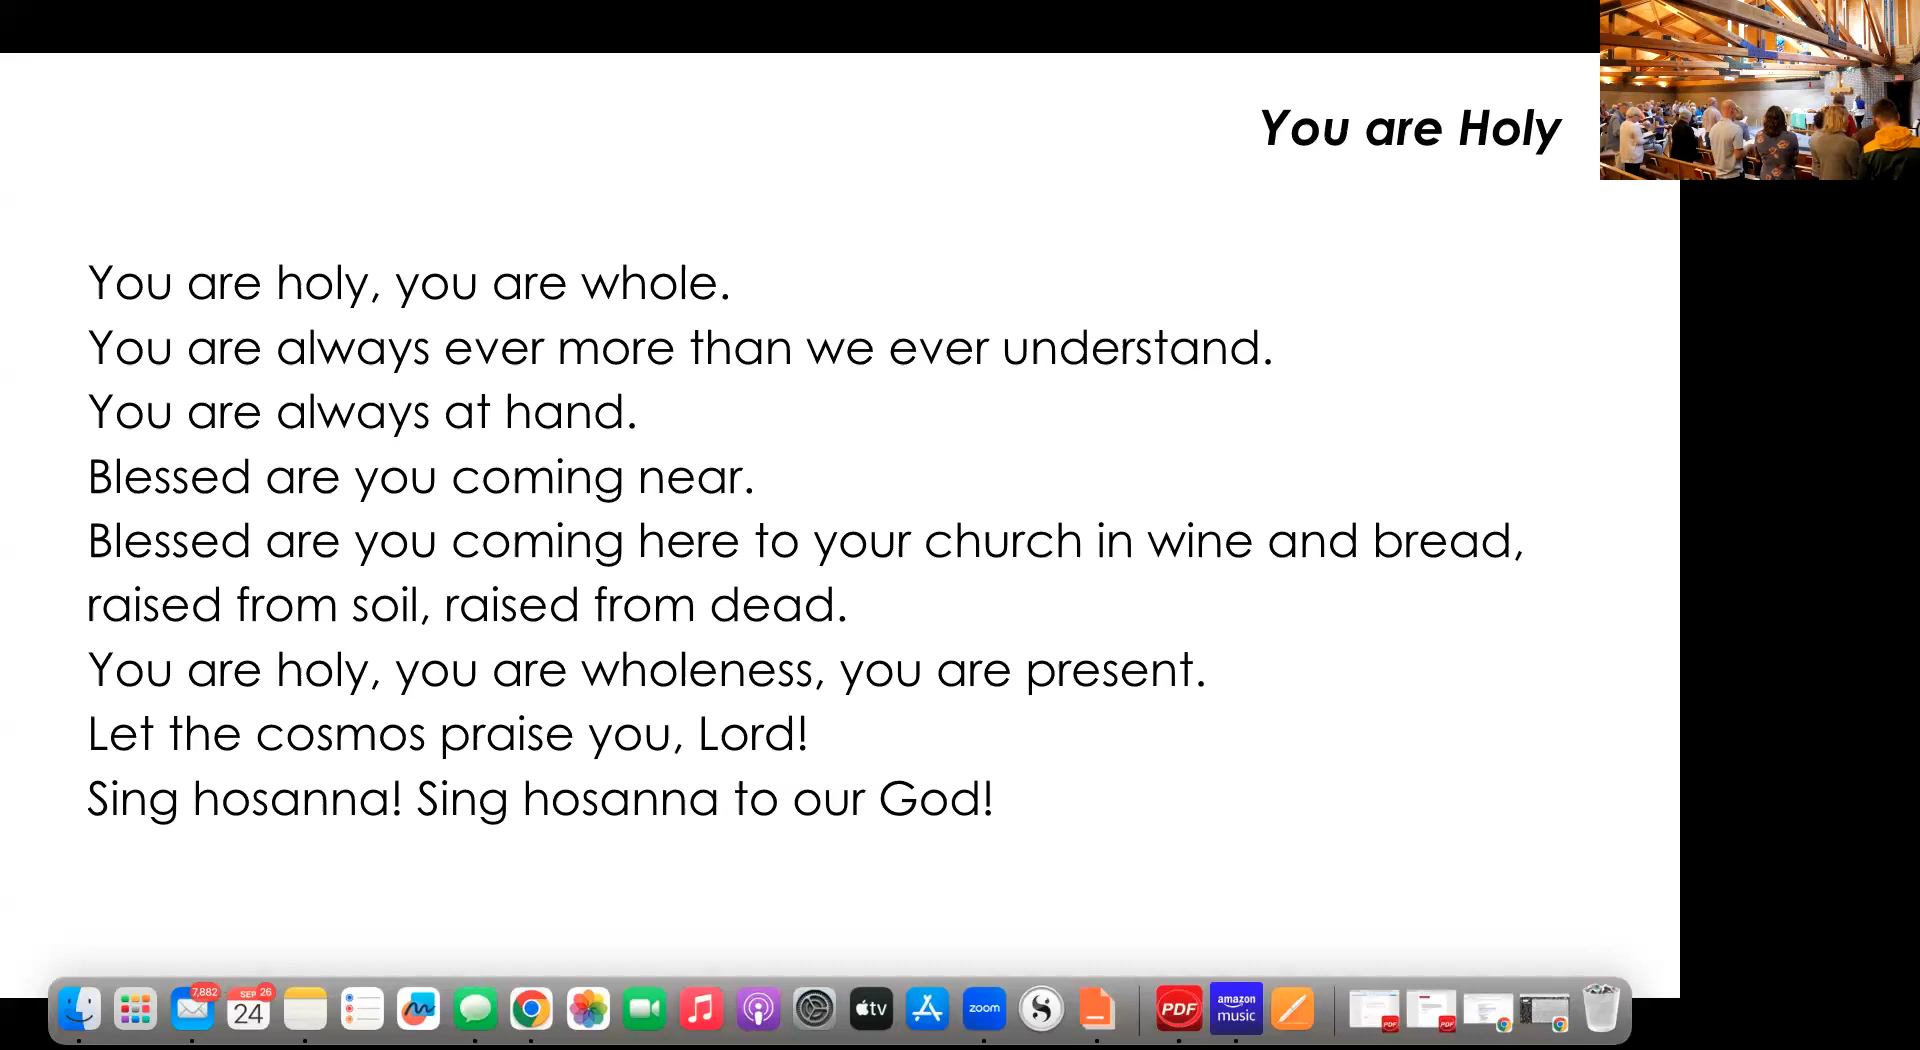 You are Holy
You are holy, you are whole.
You are always ever more than we ever understand.
You are always at hand.
Blessed are you coming near.
Blessed are you coming here to your church in wine and bread,
raised from soil, raised from dead.
You are holy, you are wholeness, you are present.
Let the cosmos praise you, Lord!
Sing hosanna! Sing hosanna to our God!
7,882
SEP 26
24
tv
zoom
S
PDF
amazon
music
PDF
PDF